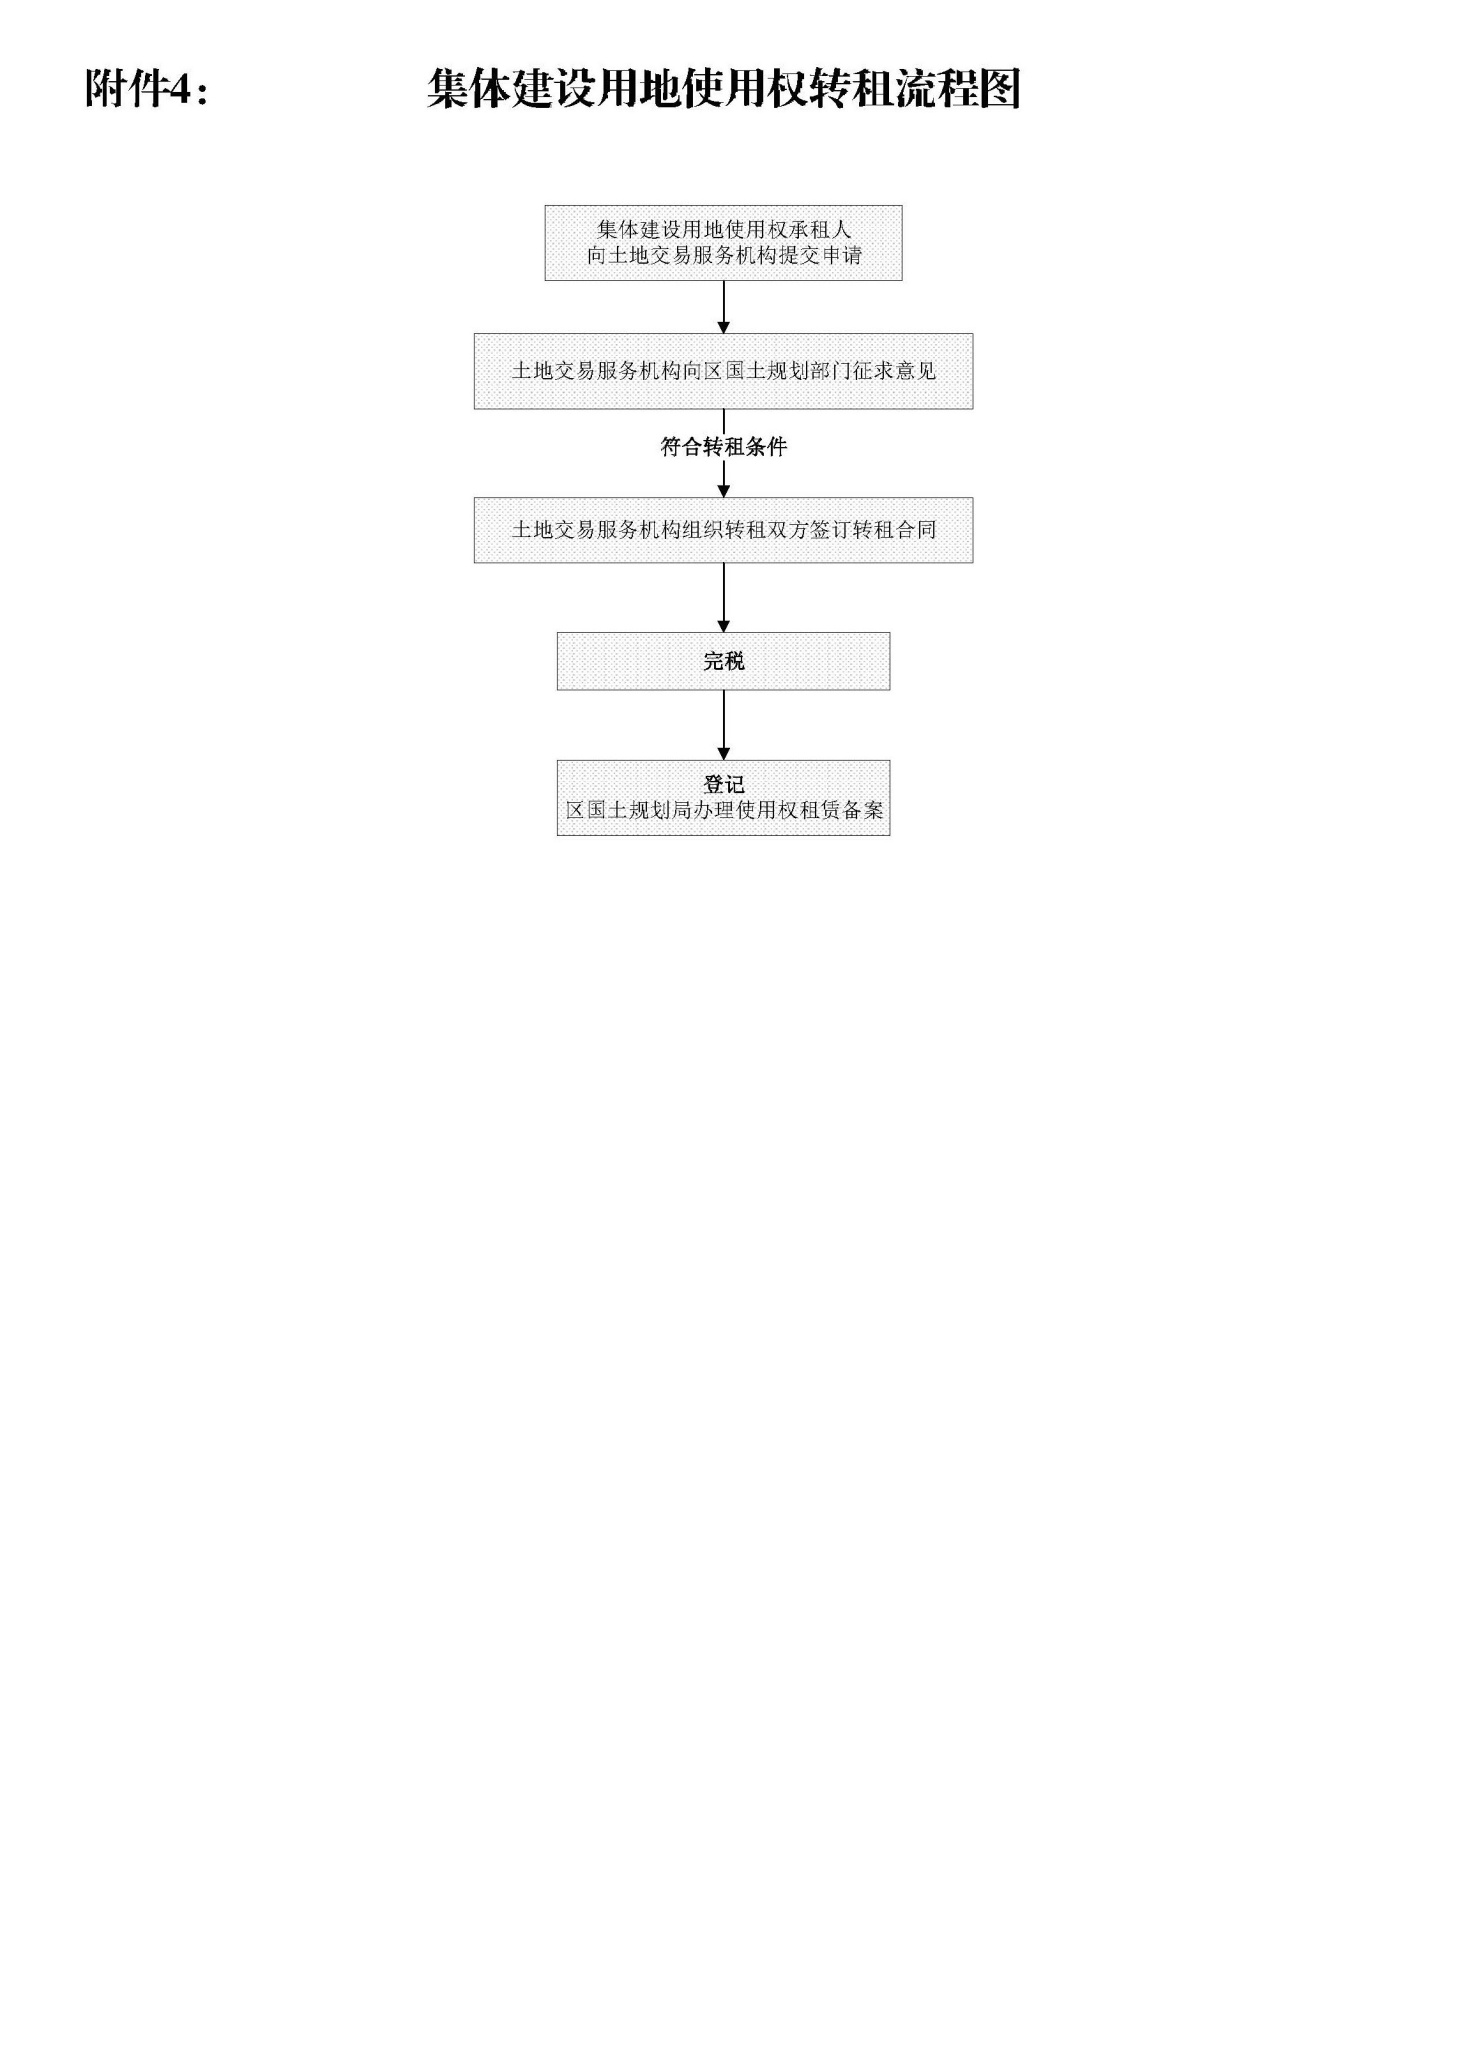 附件4： 集体建设用地使用权转租流程图
集体建设用地使用权承租人
向土地交易服务机构提交申请
土地交易服务机构向区国土规划部门征求意见
符合转租条件
土地交易服务机构组织转租双方签订转租合同
完税
登记
区国土规划局办理使用权租赁备案